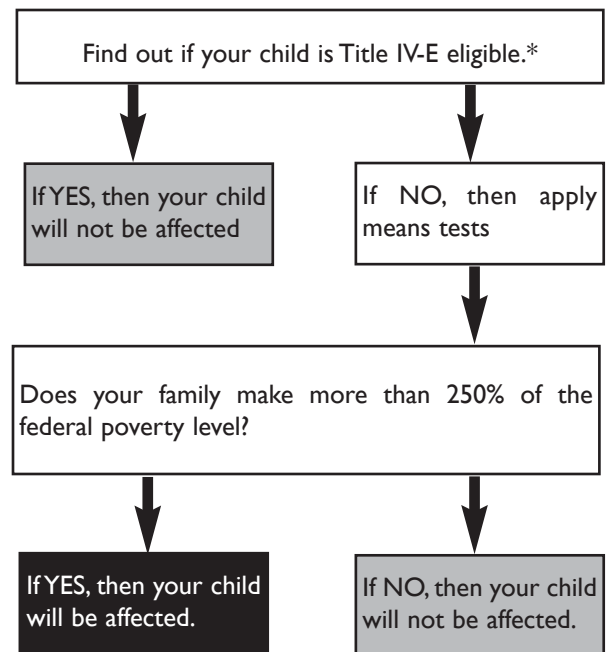 Find out if your child is Title IV-E eligible.*
If YES, then your child
will not be affected
If NO, then apply
means tests
Does your family make more than 250% of the
federal poverty level?
If YES, then your child
will be affected.
If NO, then your child
will not be affected.